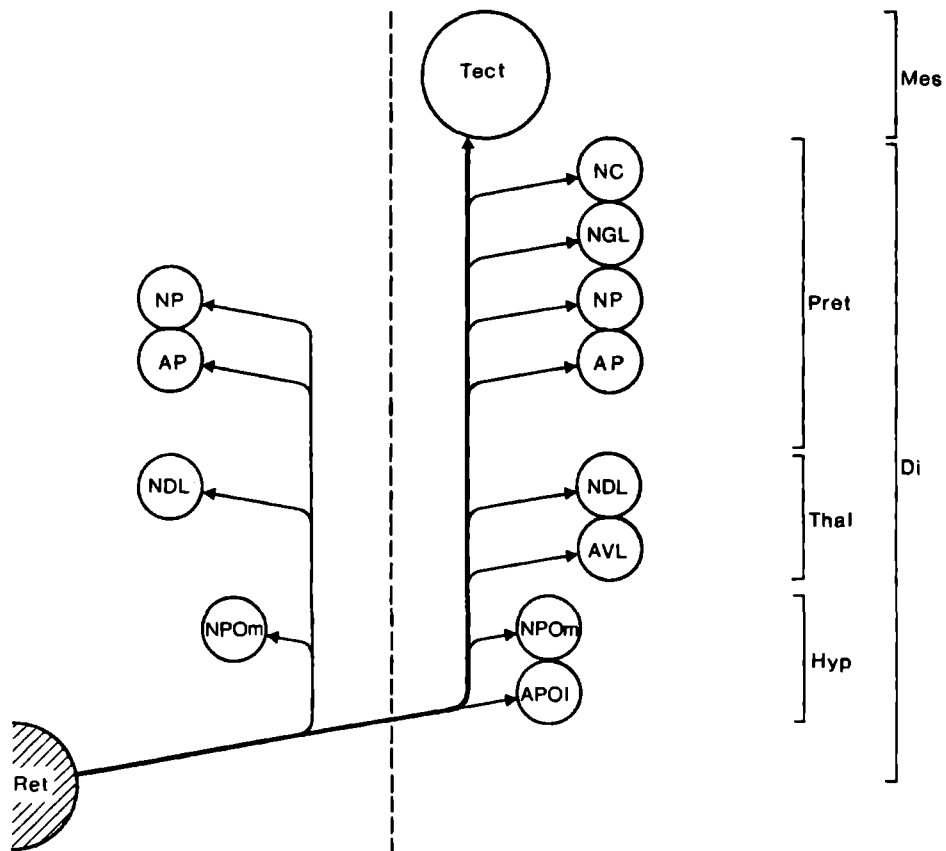 Tect
Mes
NC
NGL
NP
NP
Pret
AP
AP
Di
NDL
NDL
Thal
AVL
NPOm
NPOm
Hyp
APOl
Ret